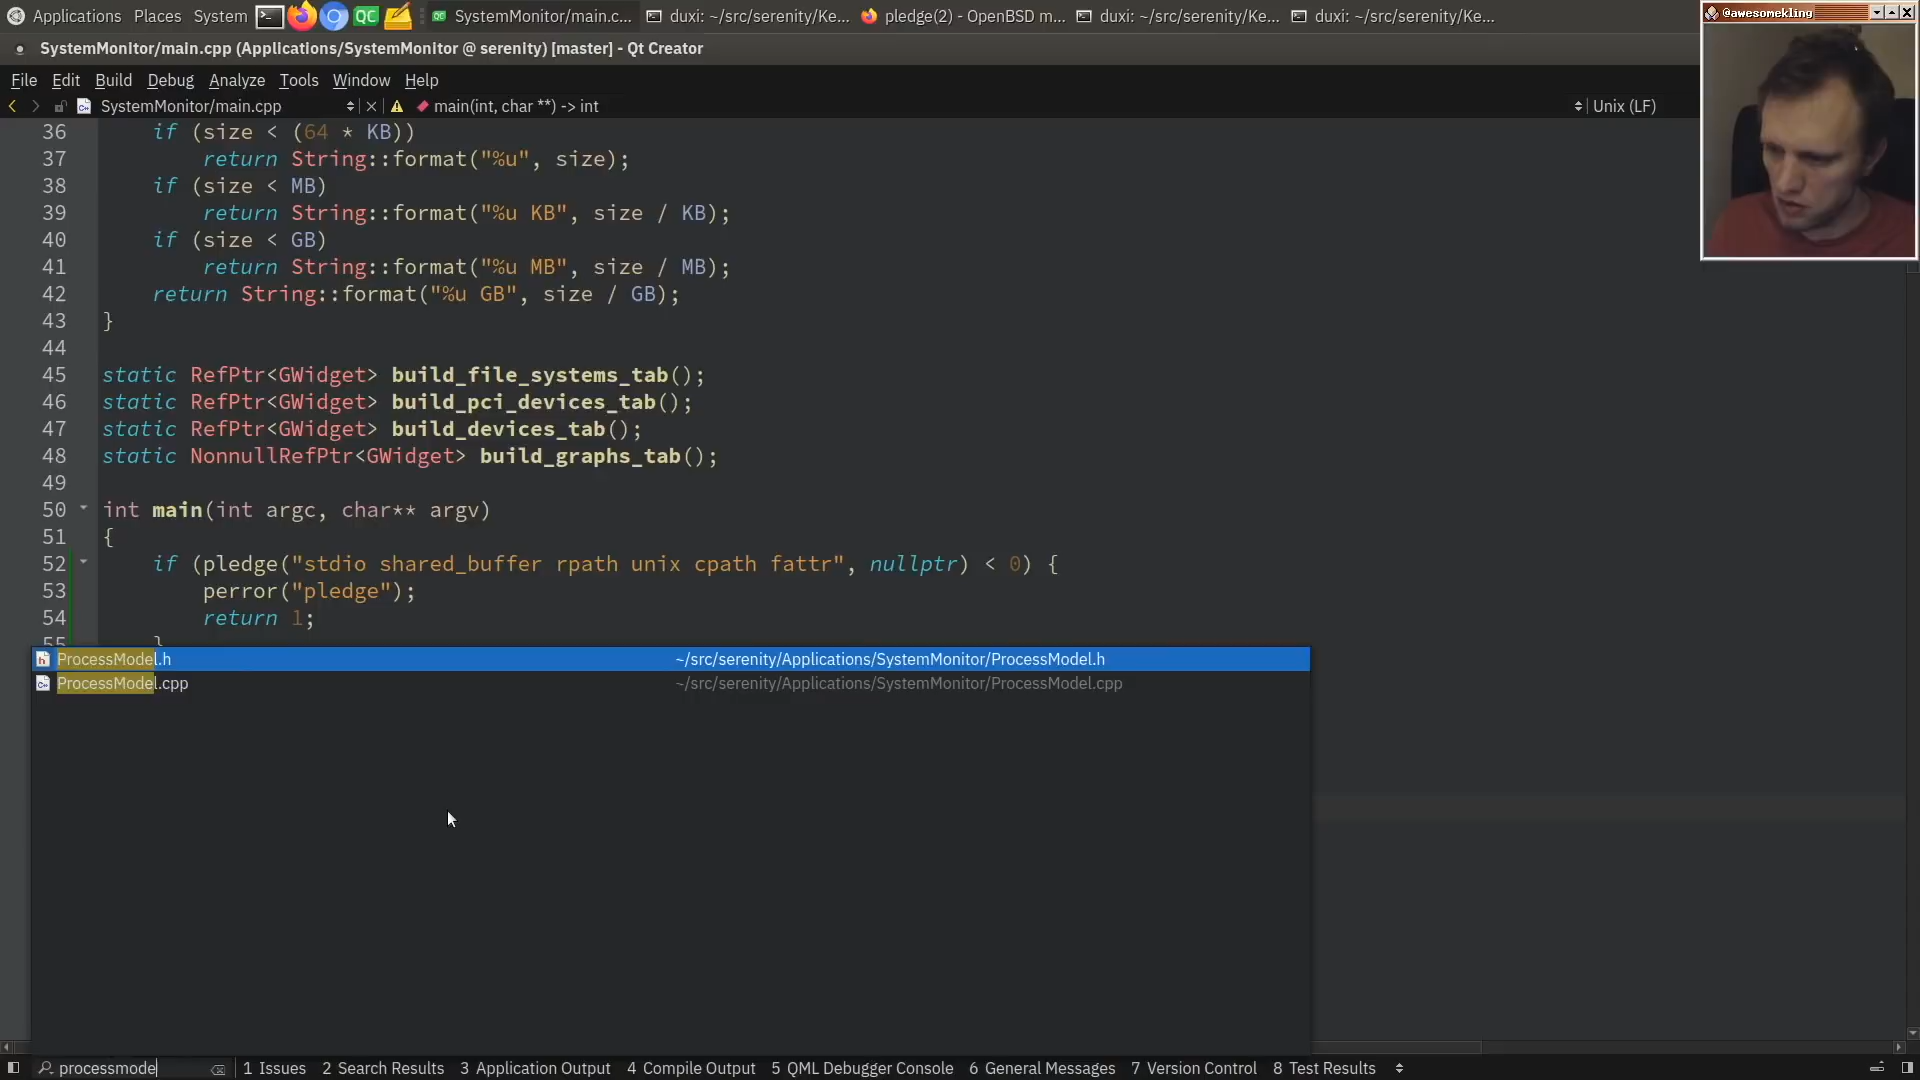 Applications Places System SystemMonitor/main.c... duxi: ~/src/serenity/Ke... pledge(2) - OpenBSD m... duxi: ~/src/serenity/Ke... duxi: ~/src/serenity/Ke...
@awesomekling
SystemMonitor/main.cpp (Applications/SystemMonitor @ serenity) [master] - Qt Creator
File Edit Build Debug Analyze Tools Window Help
SystemMonitor/main.cpp main(int, char **) -> int Unix (LF)
36 if (size < (64 * KB))
37 return String::format("%u", size);
38 if (size < MB)
39 return String::format("%u KB", size / KB);
40 if (size < GB)
41 return String::format("%u MB", size / MB);
42 return String::format("%u GB", size / GB);
43 }
44
45 static RefPtr<GWidget> build_file_systems_tab();
46 static RefPtr<GWidget> build_pci_devices_tab();
47 static RefPtr<GWidget> build_devices_tab();
48 static NonnullRefPtr<GWidget> build_graphs_tab();
49
50 int main(int argc, char** argv)
51 {
52 if (pledge("stdio shared_buffer rpath unix cpath fattr", nullptr) < 0) {
53 perror("pledge");
54 return 1;
55 }
ProcessModel.h ~/src/serenity/Applications/SystemMonitor/ProcessModel.h
ProcessModel.cpp ~/src/serenity/Applications/SystemMonitor/ProcessModel.cpp
processmode 1 Issues 2 Search Results 3 Application Output 4 Compile Output 5 QML Debugger Console 6 General Messages 7 Version Control 8 Test Results